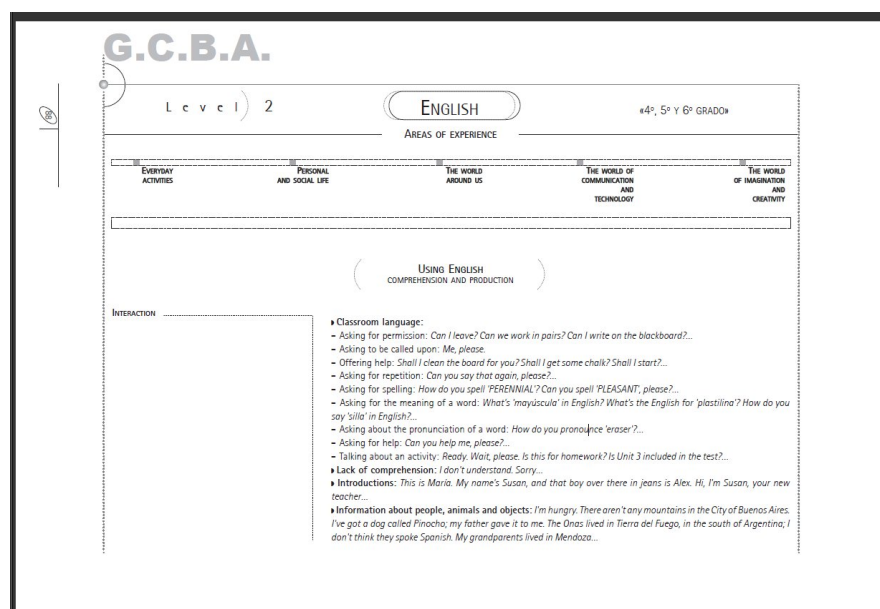 G.C.B.A.
88
Level 2
ENGLISH
«4º, 5º Y 6º GRADO»
AREAS OF EXPERIENCE
EVERYDAY
ACTIVITIES
PERSONAL
AND SOCIAL LIFE
THE WORLD
AROUND US
THE WORLD OF
COMMUNICATION
AND
TECHNOLOGY
THE WORLD
OF IMAGINATION
AND
CREATIVITY
USING ENGLISH
COMPREHENSION AND PRODUCTION
INTERACTION
Classroom language:
– Asking for permission: Can I leave? Can we work in pairs? Can I write on the blackboard?...
– Asking to be called upon: Me, please.
– Offering help: Shall I clean the board for you? Shall I get some chalk? Shall I start?...
– Asking for repetition: Can you say that again, please?...
– Asking for spelling: How do you spell 'PERENNIAL'? Can you spell 'PLEASANT', please?...
– Asking for the meaning of a word: What's 'mayúscula' in English? What's the English for 'plastilina'? How do you
say 'silla' in English?...
– Asking about the pronunciation of a word: How do you pronounce 'eraser'?...
– Asking for help: Can you help me, please?...
– Talking about an activity: Ready. Wait, please. Is this for homework? Is Unit 3 included in the test?...
Lack of comprehension: I don't understand. Sorry...
Introductions: This is María. My name's Susan, and that boy over there in jeans is Alex. Hi, I'm Susan, your new
teacher...
Information about people, animals and objects: I'm hungry. There aren't any mountains in the City of Buenos Aires.
I've got a dog called Pinocho; my father gave it to me. The Onas lived in Tierra del Fuego, in the south of Argentina; I
don't think they spoke Spanish. My grandparents lived in Mendoza...